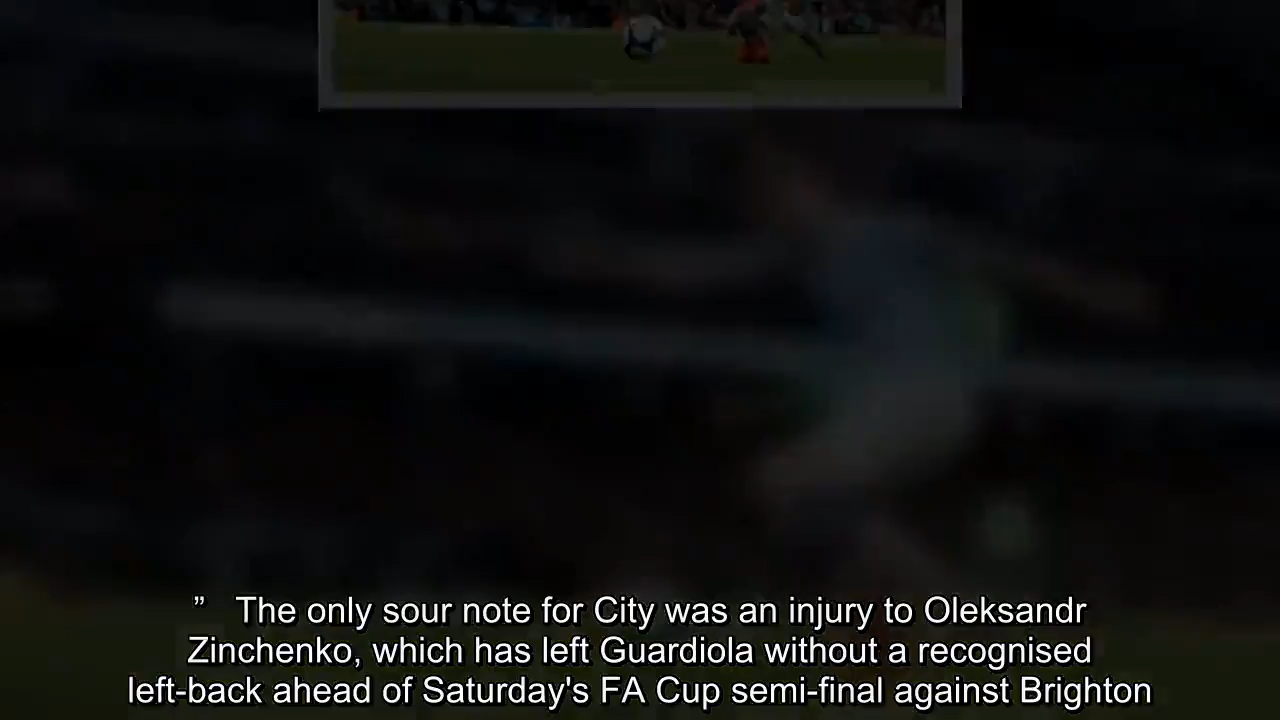 ” The only sour note for City was an injury to Oleksandr
Zinchenko, which has left Guardiola without a recognised
left-back ahead of Saturday's FA Cup semi-final against Brighton